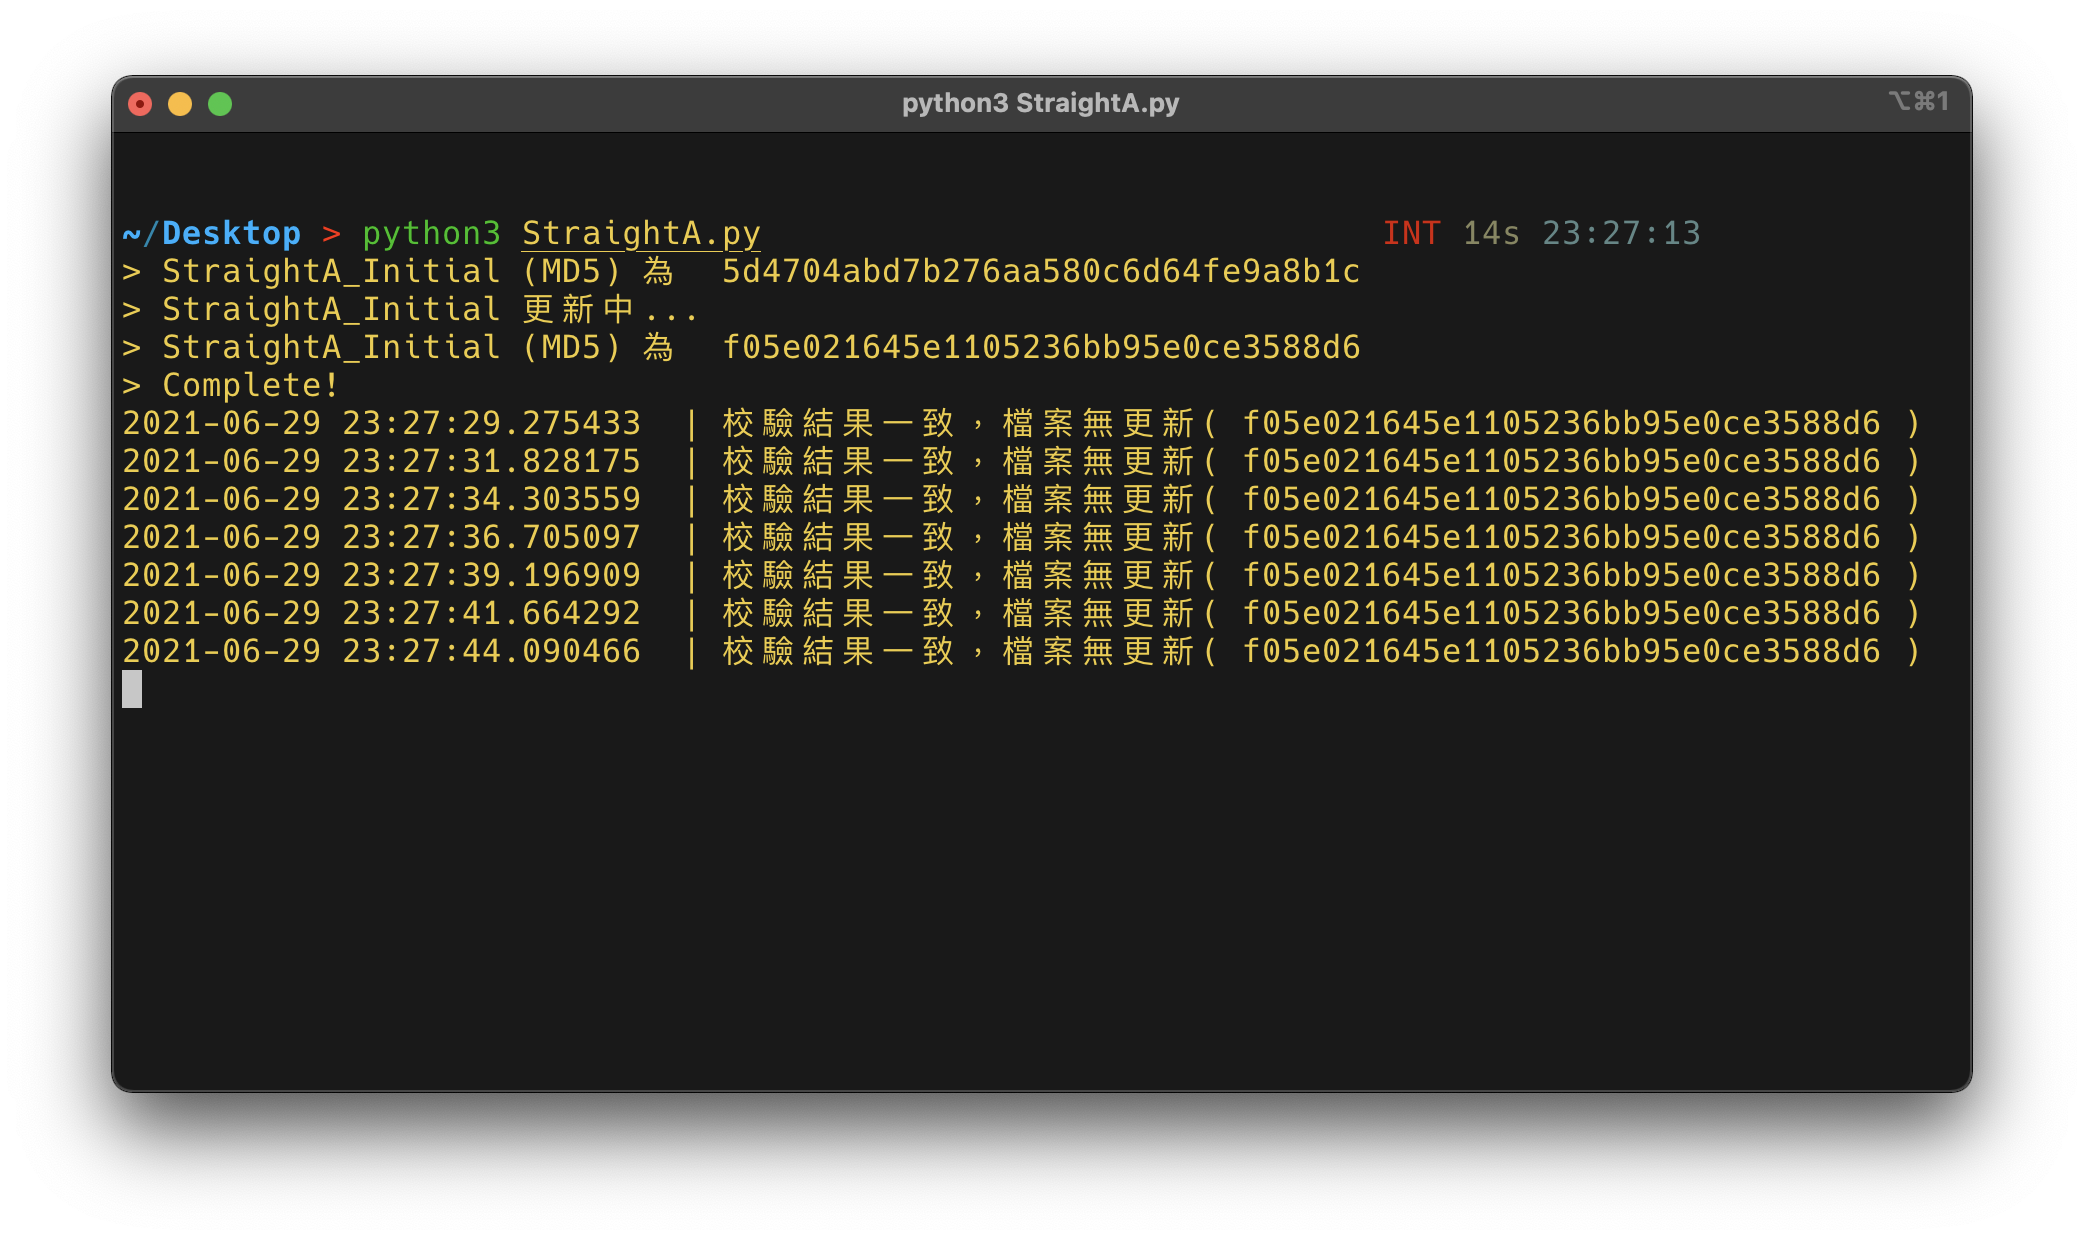 python3 StraightA.py ⌥⌘1
~/Desktop > python3 StraightA.py INT 14s 23:27:13
> StraightA_Initial (MD5) 為 5d4704abd7b276aa580c6d64fe9a8b1c
> StraightA_Initial 更新中...
> StraightA_Initial (MD5) 為 f05e021645e1105236bb95e0ce3588d6
> Complete!
2021-06-29 23:27:29.275433 | 校驗結果一致，檔案無更新( f05e021645e1105236bb95e0ce3588d6 )
2021-06-29 23:27:31.828175 | 校驗結果一致，檔案無更新( f05e021645e1105236bb95e0ce3588d6 )
2021-06-29 23:27:34.303559 | 校驗結果一致，檔案無更新( f05e021645e1105236bb95e0ce3588d6 )
2021-06-29 23:27:36.705097 | 校驗結果一致，檔案無更新( f05e021645e1105236bb95e0ce3588d6 )
2021-06-29 23:27:39.196909 | 校驗結果一致，檔案無更新( f05e021645e1105236bb95e0ce3588d6 )
2021-06-29 23:27:41.664292 | 校驗結果一致，檔案無更新( f05e021645e1105236bb95e0ce3588d6 )
2021-06-29 23:27:44.090466 | 校驗結果一致，檔案無更新( f05e021645e1105236bb95e0ce3588d6 )